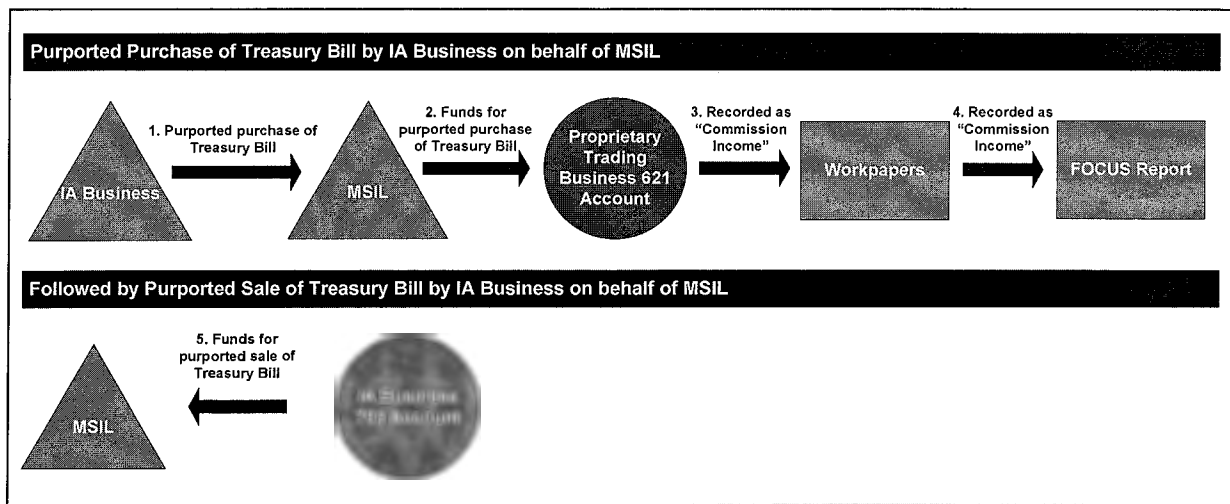 Purported Purchase of Treasury Bill by IA Business on behalf of MSIL
IA Business
1. Purported purchase of
Treasury Bill
MSIL
2. Funds for
purported purchase
of Treasury Bill
Proprietary
Trading
Business 621
Account
3. Recorded as
“Commission
Income”
Workpapers
4. Recorded as
“Commission
Income”
FOCUS Report
Followed by Purported Sale of Treasury Bill by IA Business on behalf of MSIL
MSIL
5. Funds for
purported sale of
Treasury Bill